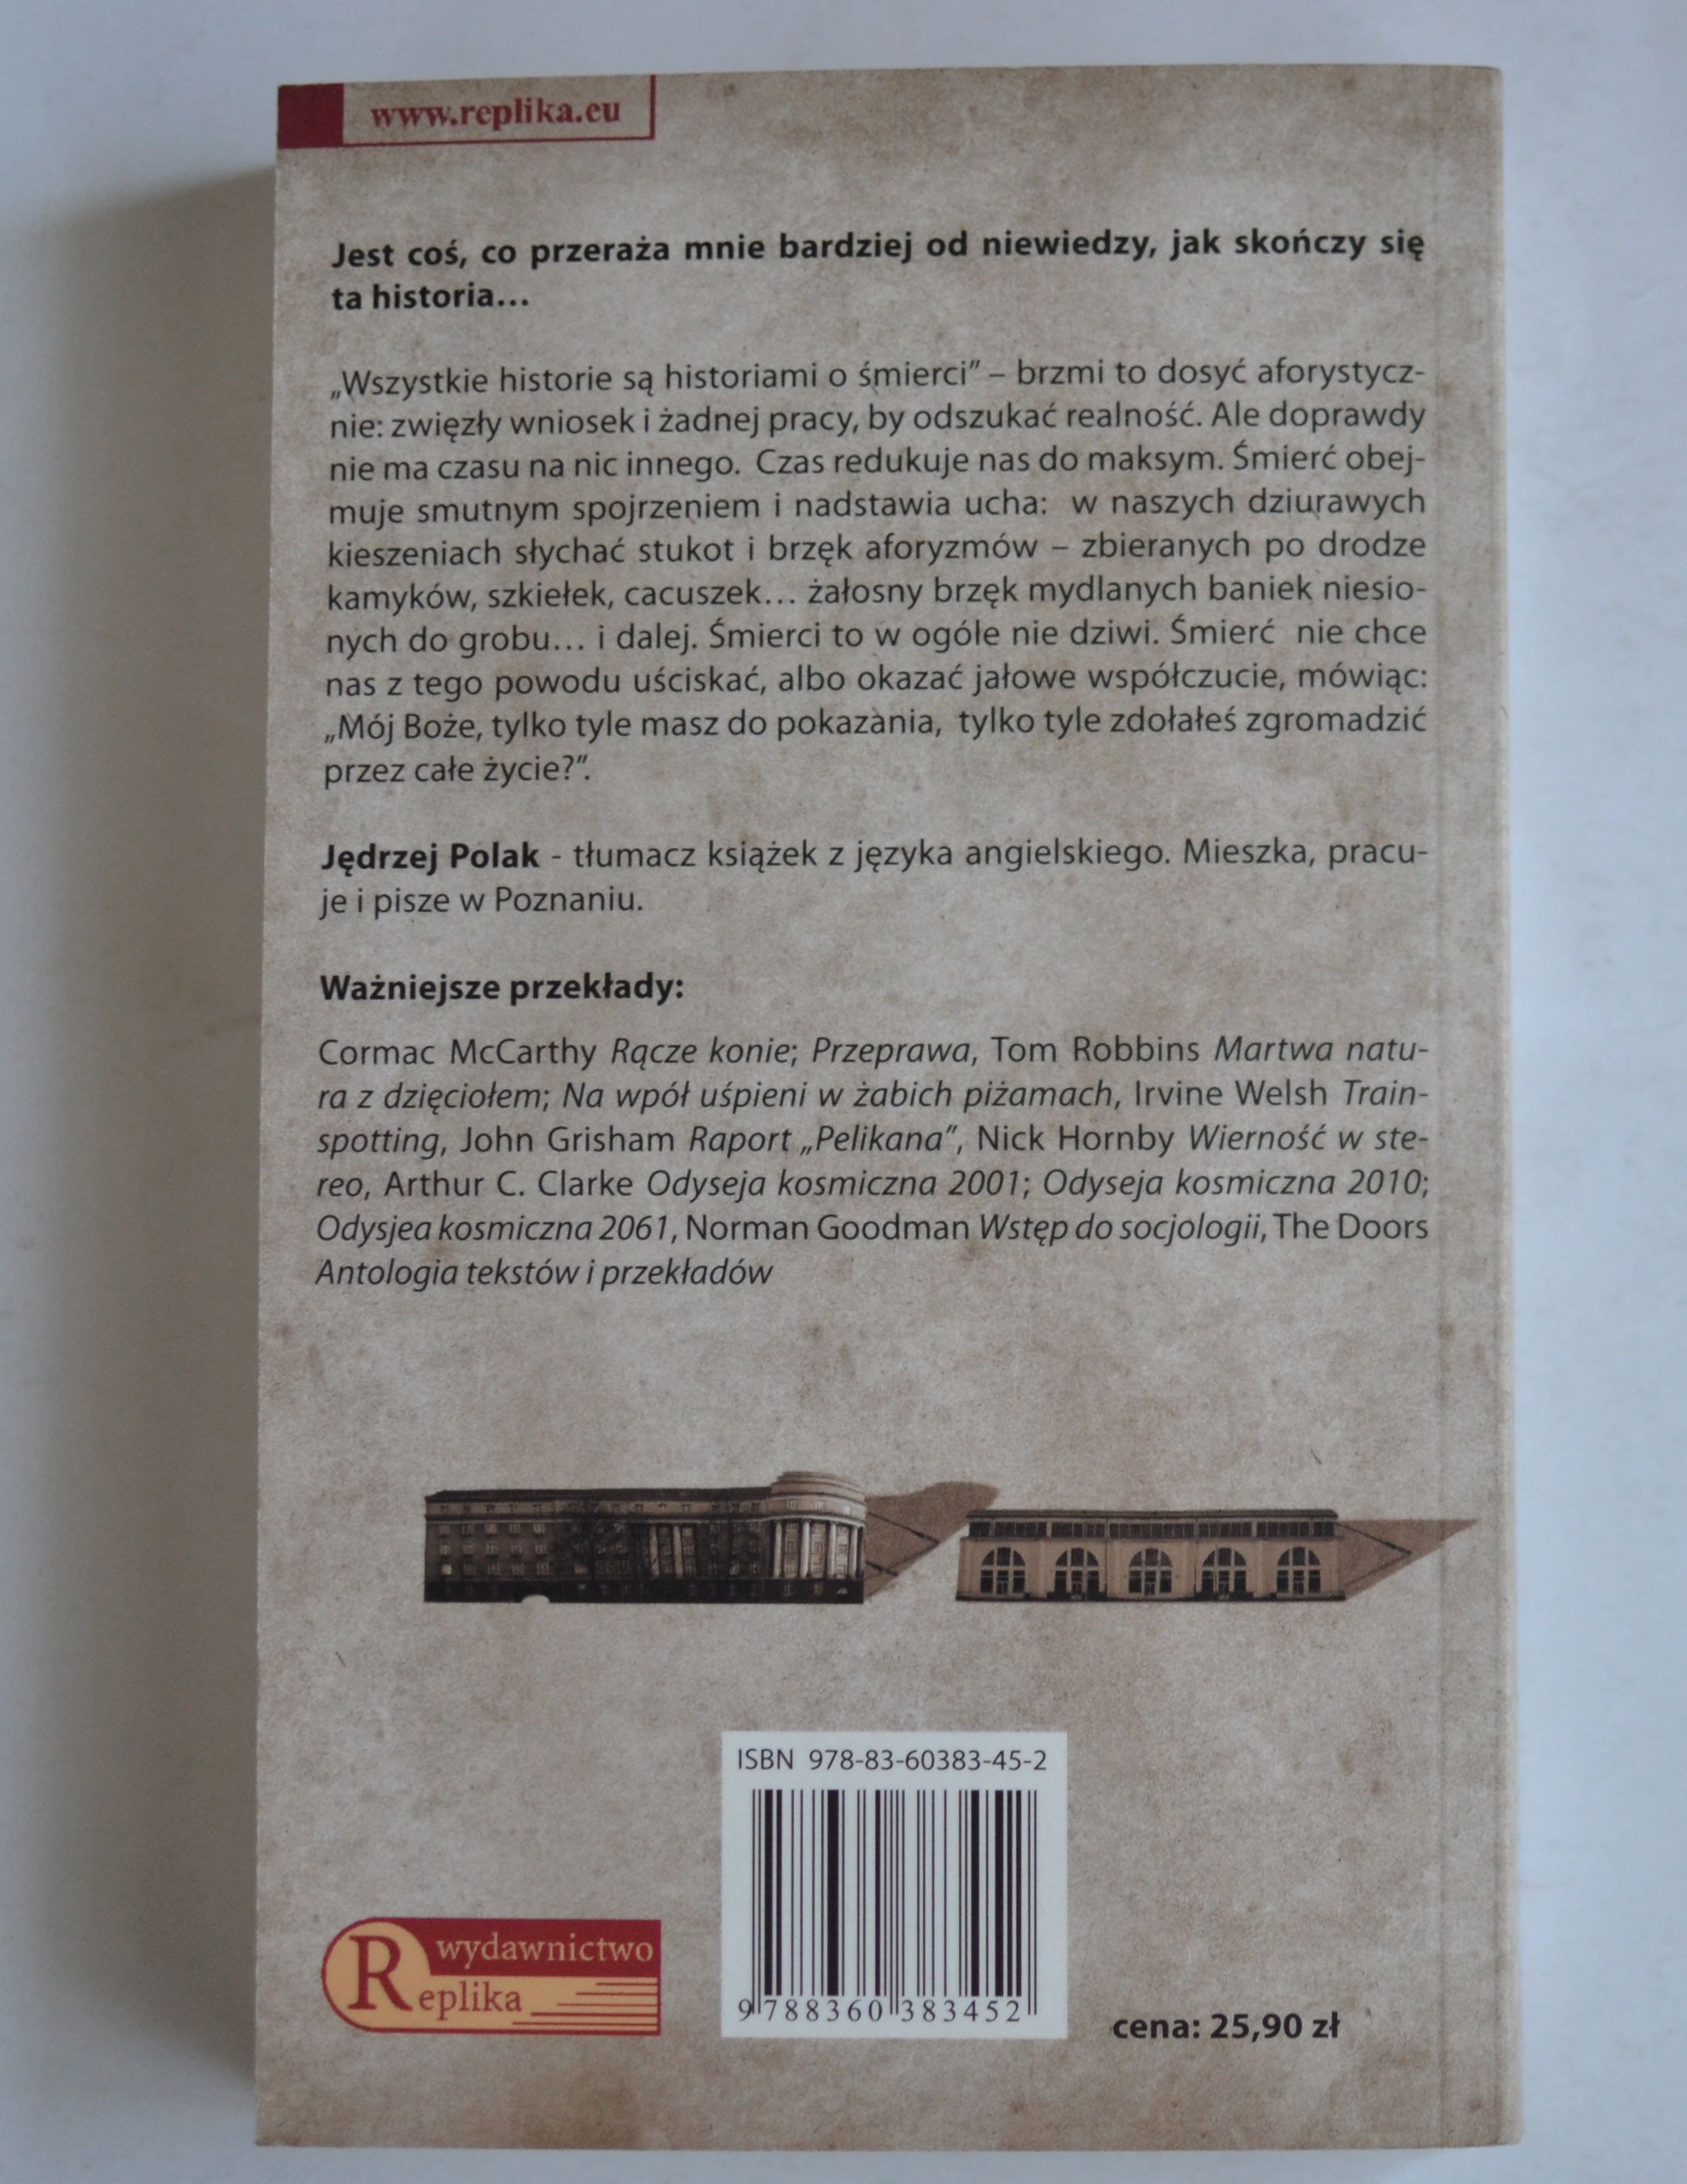 www.replika.eu
Jest coś, co przeraża mnie bardziej od niewiedzy, jak skończy się
ta historia...
„Wszystkie historie są historiami o śmierci” – brzmi to dosyć aforystycz-
nie: zwięzły wniosek i żadnej pracy, by odszukać realność. Ale doprawdy
nie ma czasu na nic innego. Czas redukuje nas do maksym. Śmierć obej-
muje smutnym spojrzeniem i nadstawia ucha: w naszych dziurawych
kieszeniach słychać stukot i brzęk aforyzmów – zbieranych po drodze
kamyków, szkiełek, cacuszek... żałosny brzęk mydlanych baniek niesio-
nych do grobu... i dalej. Śmierci to w ogóle nie dziwi. Śmierć nie chce
nas z tego powodu uściskać, albo okazać jałowe współczucie, mówiąc:
„Mój Boże, tylko tyle masz do pokazania, tylko tyle zdołałeś zgromadzić
przez całe życie?”.
Jędrzej Polak - tłumacz książek z języka angielskiego. Mieszka, pracu-
je i pisze w Poznaniu.
Ważniejsze przekłady:
Cormac McCarthy Rącze konie; Przeprawa, Tom Robbins Martwa natu-
ra z dzięciołem; Na wpół uśpieni w żabich piżamach, Irvine Welsh Train-
spotting, John Grisham Raport „Pelikana”, Nick Hornby Wierność w ste-
reo, Arthur C. Clarke Odyseja kosmiczna 2001; Odyseja kosmiczna 2010;
Odysjea kosmiczna 2061, Norman Goodman Wstęp do socjologii, The Doors
Antologia tekstów i przekładów
ISBN 978-83-60383-45-2
9 788360 383452
wydawnictwo
Replika
cena: 25,90 zł